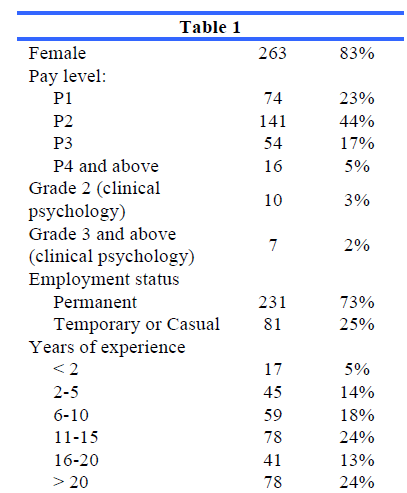 Table 1
Female 263 83%
Pay level:
P1 74 23%
P2 141 44%
P3 54 17%
P4 and above 16 5%
Grade 2 (clinical
psychology) 10 3%
Grade 3 and above
(clinical psychology) 7 2%
Employment status
Permanent 231 73%
Temporary or Casual 81 25%
Years of experience
< 2 17 5%
2-5 45 14%
6-10 59 18%
11-15 78 24%
16-20 41 13%
> 20 78 24%